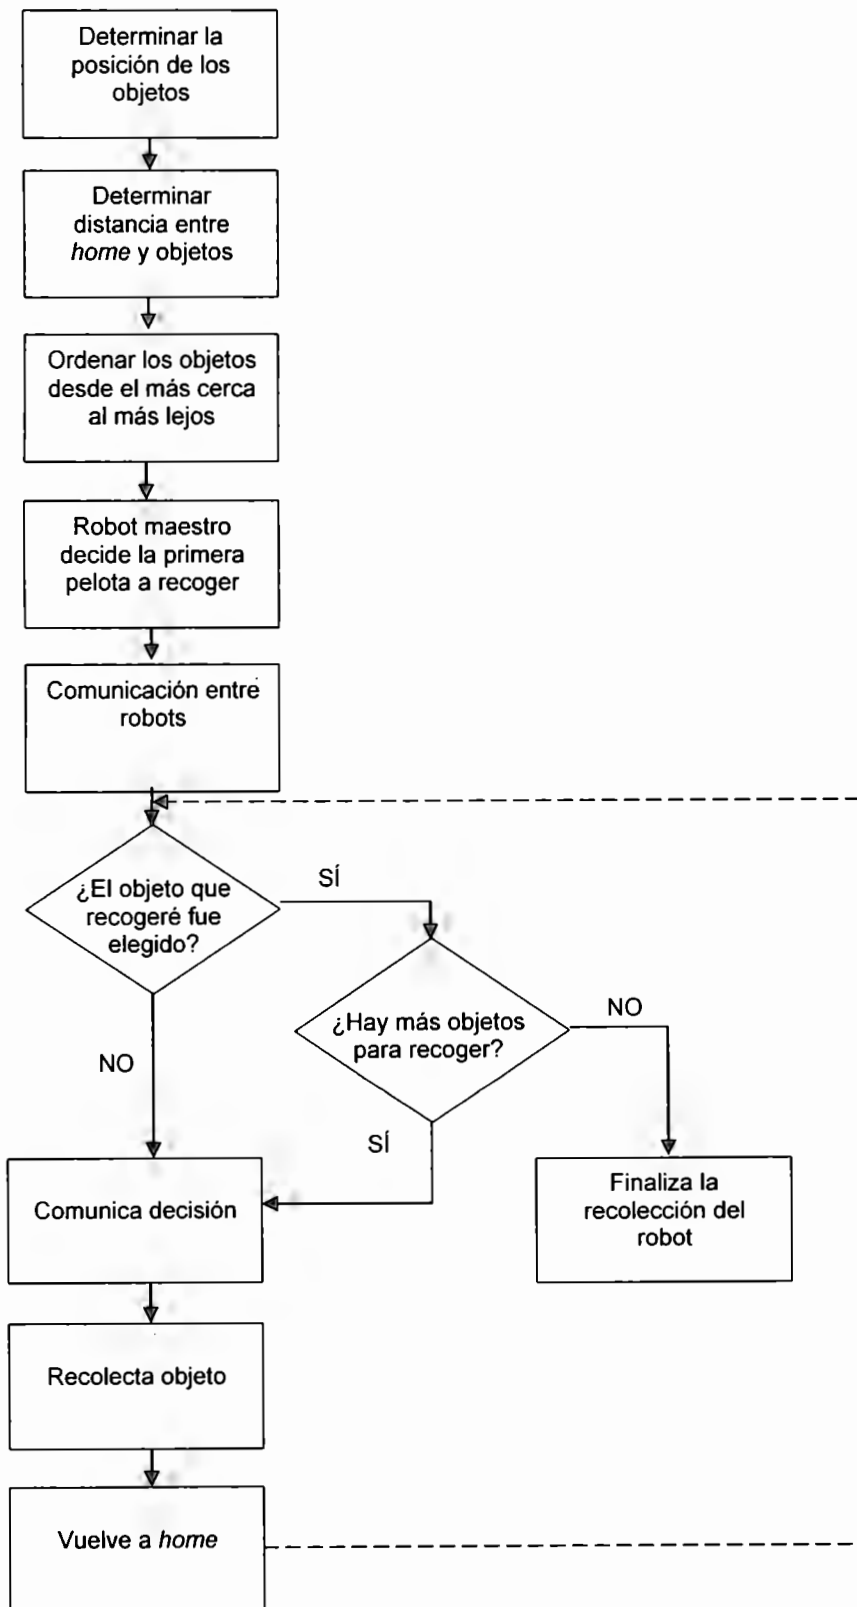 Determinar la
posición de los
objetos
Determinar
distancia entre
home y objetos
Ordenar los objetos
desde el más cerca
al más lejos
Robot maestro
decide la primera
pelota a recoger
Comunicación entre
robots
¿El objeto que
recogeré fue
elegido?
SÍ
¿Hay más objetos
para recoger?
NO
NO
SÍ
Comunica decisión
Finaliza la
recolección del
robot
Recolecta objeto
Vuelve a home